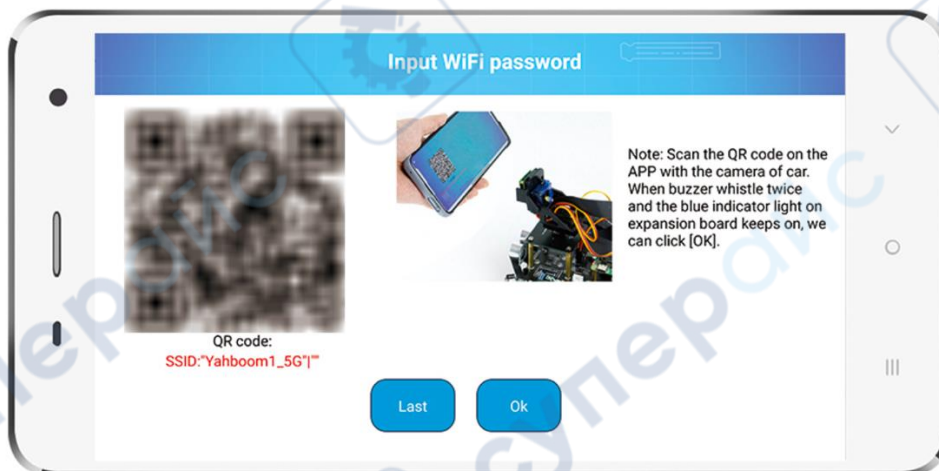 Input WiFi password
Note: Scan the QR code on the
APP with the camera of car.
When buzzer whistle twice
and the blue indicator light on
expansion board keeps on, we
can click [OK].
QR code:
SSID:"Yahboom1_5G"|""
Last
Ok